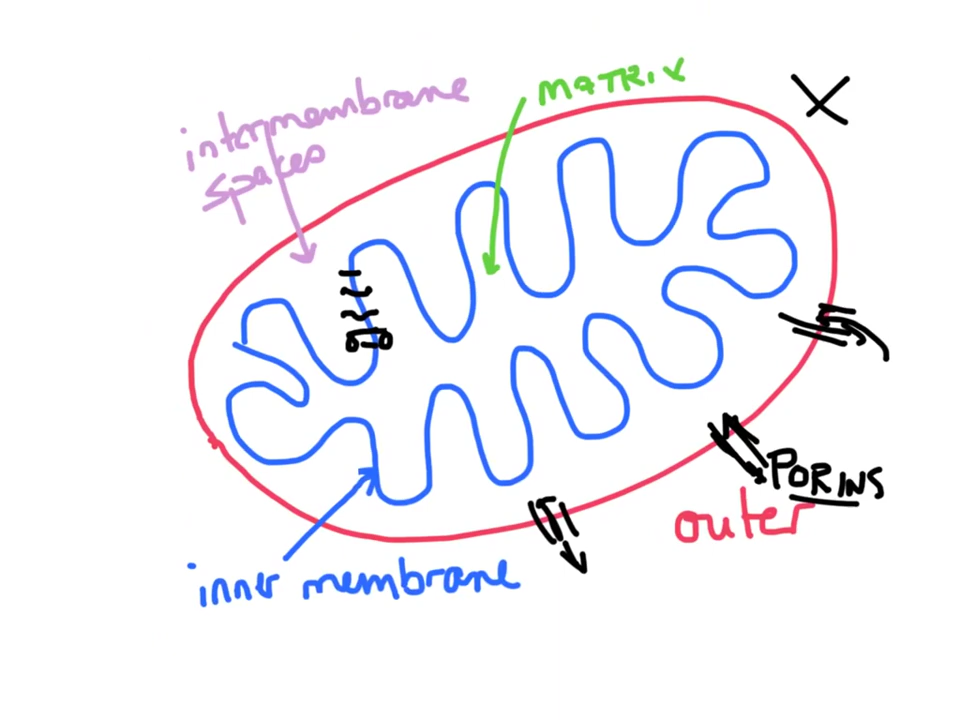 intermembrane
spaces
MATRIX
X
PORINS
outer
inner membrane